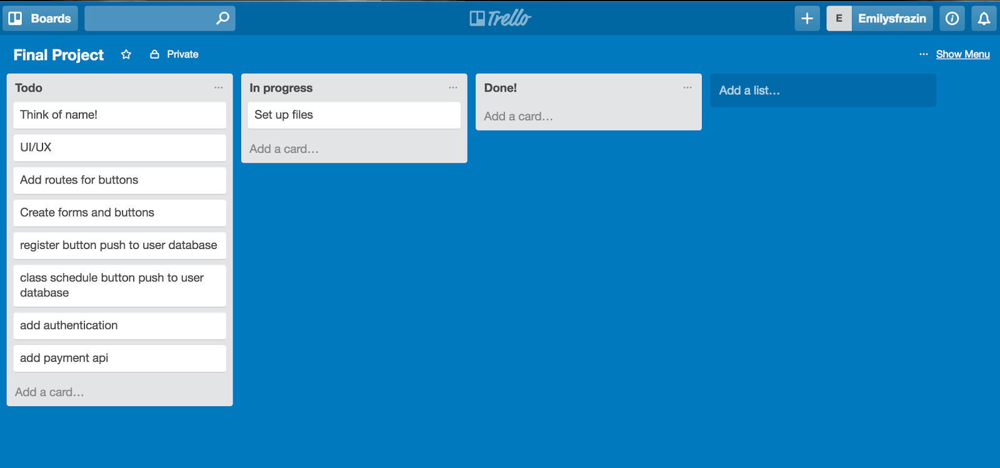 Boards
Trello
E Emilysfrazin
Final Project Private ... Show Menu
Todo ...
Think of name!
UI/UX
Add routes for buttons
Create forms and buttons
register button push to user database
class schedule button push to user
database
add authentication
add payment api
Add a card...
In progress ...
Set up files
Add a card...
Done! ...
Add a card...
Add a list...